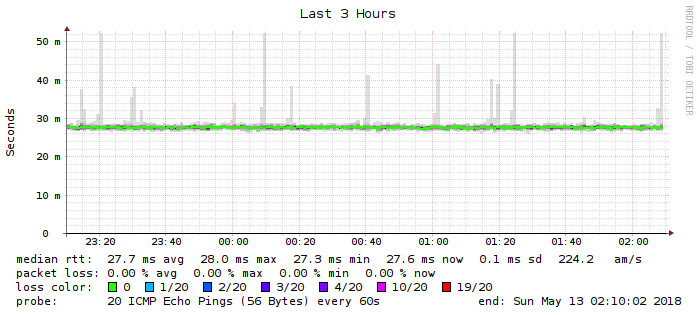 Last 3 Hours
RRDTOOL / TOBI OETIKER
Seconds
50 m
40 m
30 m
20 m
10 m
0
23:20 23:40 00:00 00:20 00:40 01:00 01:20 01:40 02:00
median rtt: 27.7 ms avg 28.0 ms max 27.3 ms min 27.6 ms now 0.1 ms sd 224.2 am/s
packet loss: 0.00 % avg 0.00 % max 0.00 % min 0.00 % now
loss color: 0 1/20 2/20 3/20 4/20 10/20 19/20
probe: 20 ICMP Echo Pings (56 Bytes) every 60s end: Sun May 13 02:10:02 2018